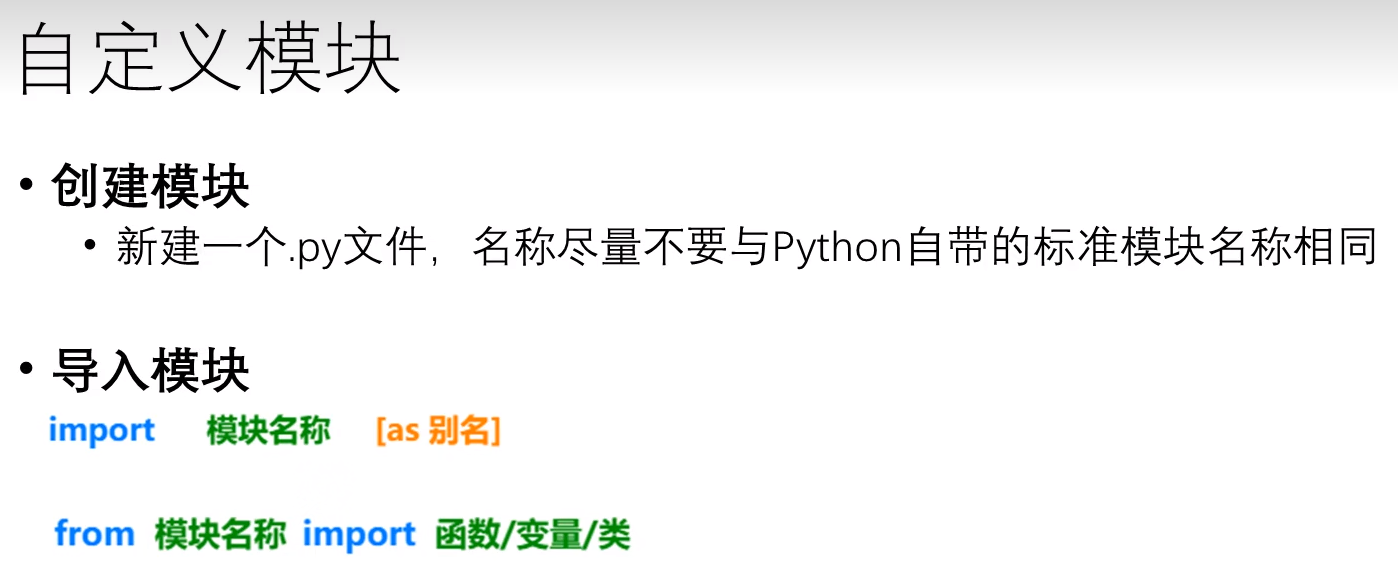 自定义模块
• 创建模块
• 新建一个.py文件，名称尽量不要与Python自带的标准模块名称相同
• 导入模块
import 模块名称 [as 别名]
from 模块名称 import 函数/变量/类